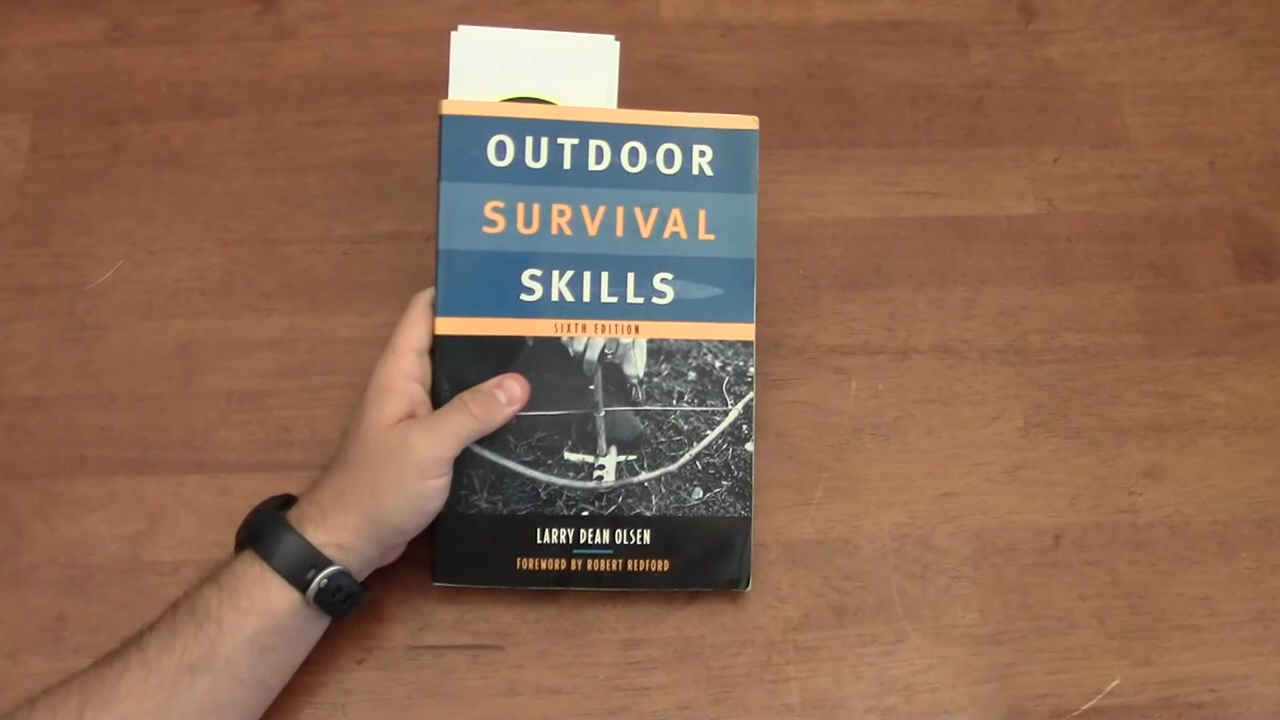 OUTDOOR
SURVIVAL
SKILLS
SIXTH EDITION
LARRY DEAN OLSEN
FOREWORD BY ROBERT REDFORD